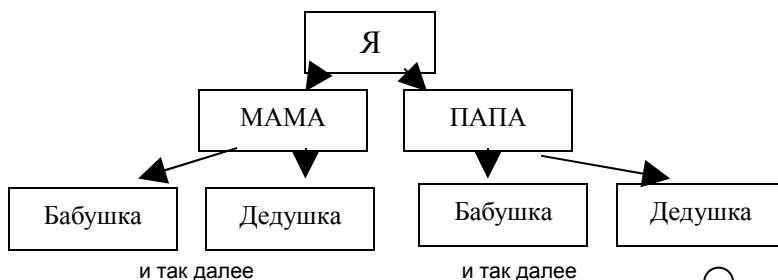 Я
МАМА ПАПА
Бабушка Дедушка Бабушка Дедушка
и так далее и так далее